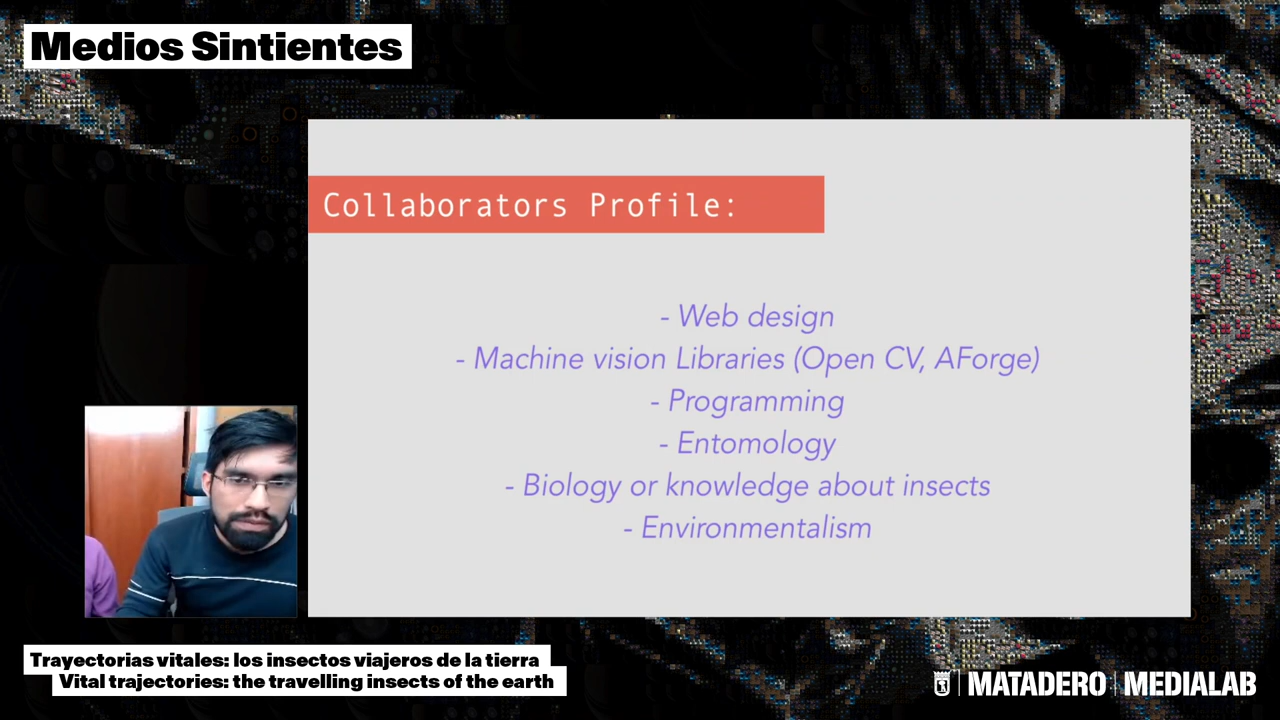 Medios Sintientes
Collaborators Profile:
- Web design
- Machine vision Libraries (Open CV, AForge)
- Programming
- Entomology
- Biology or knowledge about insects
- Environmentalism
Trayectorias vitales: los insectos viajeros de la tierra
Vital trajectories: the travelling insects of the earth
MATADERO | MEDIALAB